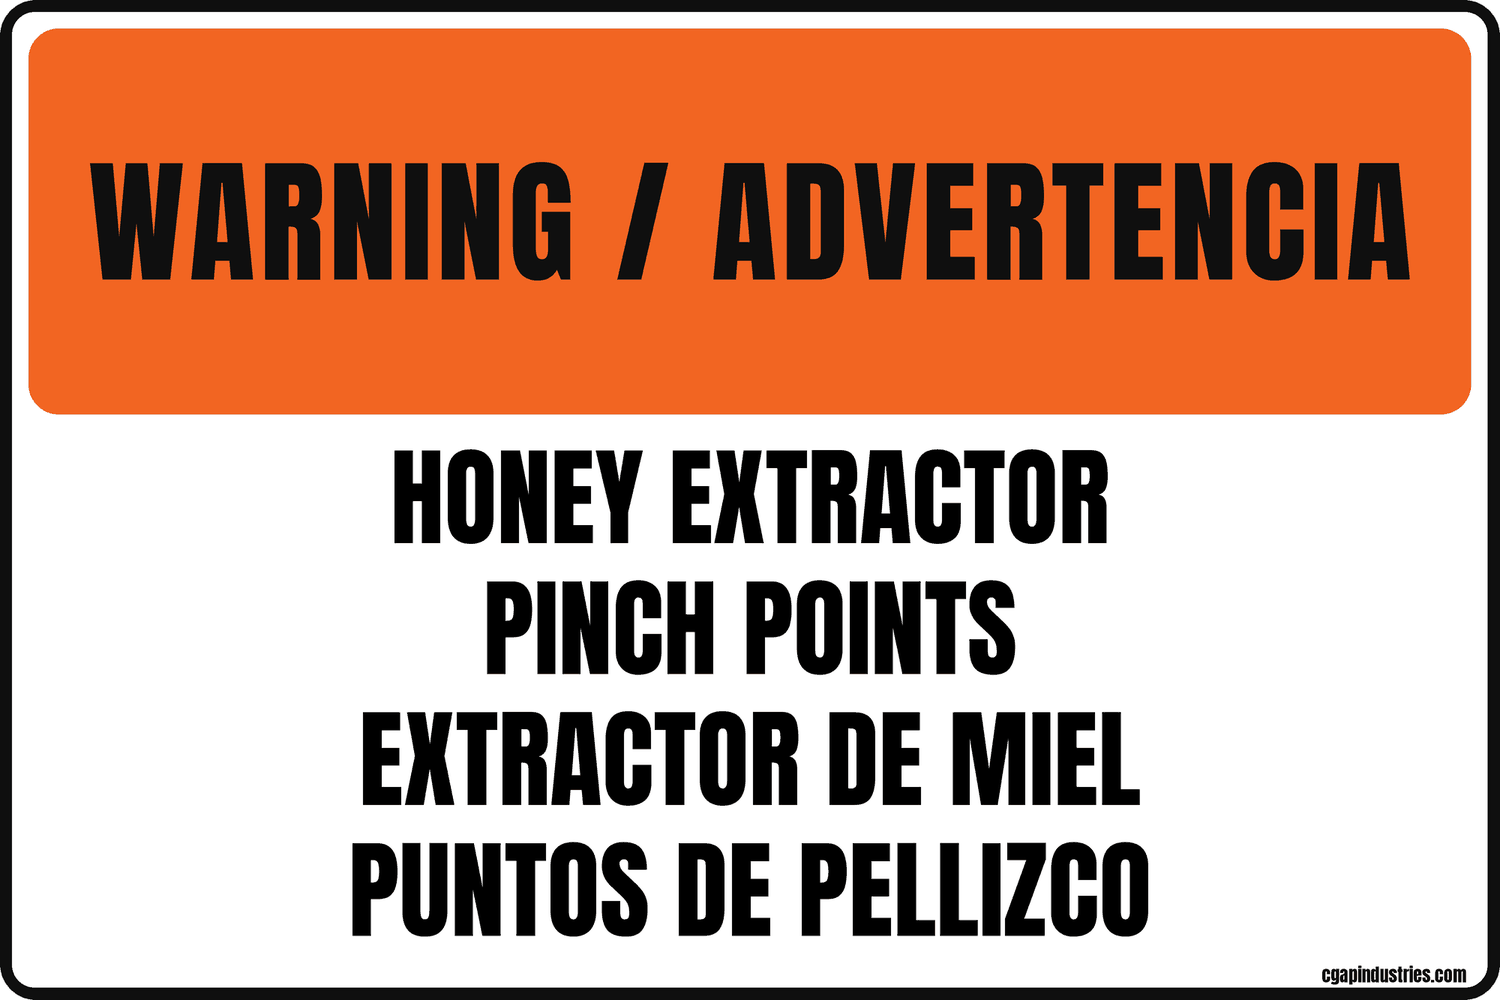 WARNING / ADVERTENCIA
HONEY EXTRACTOR
PINCH POINTS
EXTRACTOR DE MIEL
PUNTOS DE PELLIZCO
cgapindustries.com